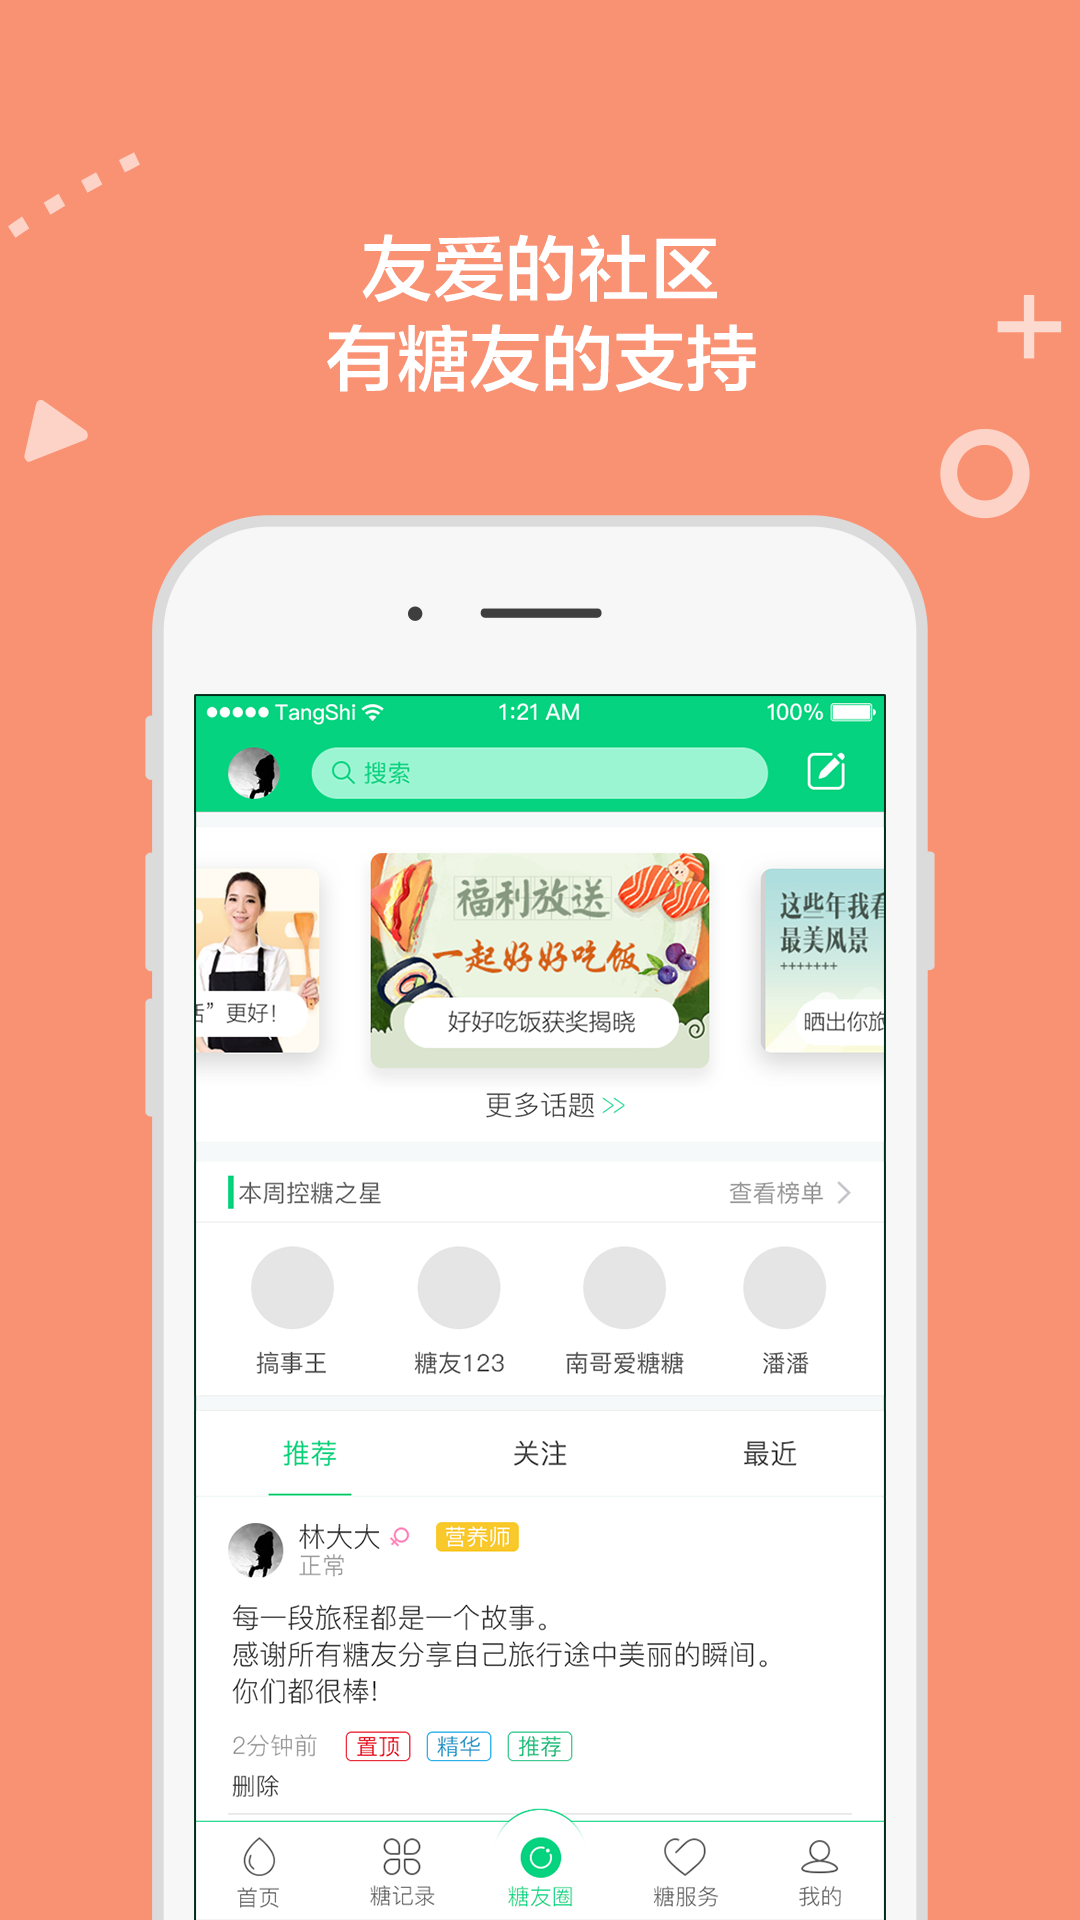 友爱的社区
有糖友的支持
TangShi 1:21 AM 100%
搜索
福利放送
一起好好吃饭
好好吃饭获奖揭晓
”更好!
这些年我看
最美风景
+++++++
晒出你旅
更多话题 >>
本周控糖之星 查看榜单
搞事王 糖友123 南哥爱糖糖 潘潘
推荐 关注 最近
林大大 营养师
正常
每一段旅程都是一个故事。
感谢所有糖友分享自己旅行途中美丽的瞬间。
你们都很棒!
2分钟前 置顶 精华 推荐
删除
首页 糖记录 糖友圈 糖服务 我的